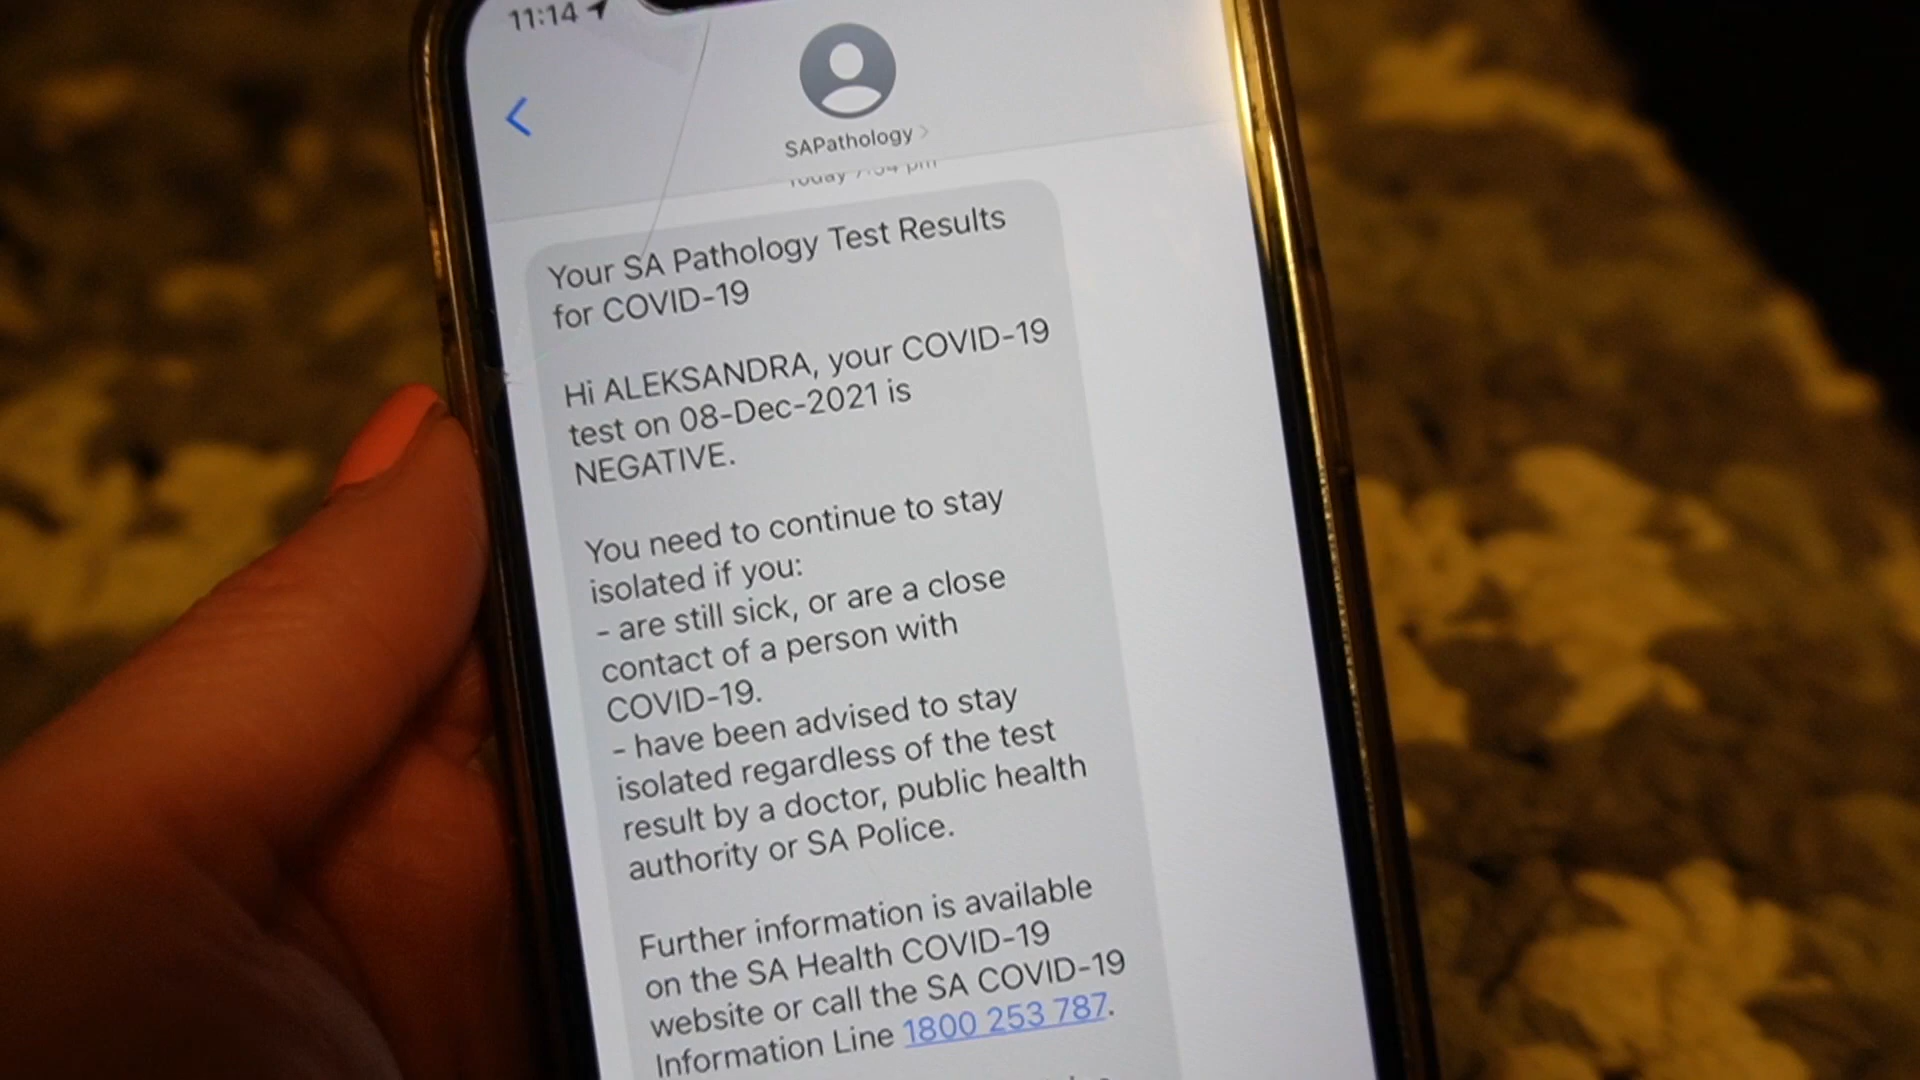 11:14
SAPathology
Today 7:34 pm
Your SA Pathology Test Results
for COVID-19
Hi ALEKSANDRA, your COVID-19
test on 08-Dec-2021 is
NEGATIVE.
You need to continue to stay
isolated if you:
- are still sick, or are a close
contact of a person with
COVID-19.
- have been advised to stay
isolated regardless of the test
result by a doctor, public health
authority or SA Police.
Further information is available
on the SA Health COVID-19
website or call the SA COVID-19
Information Line 1800 253 787.